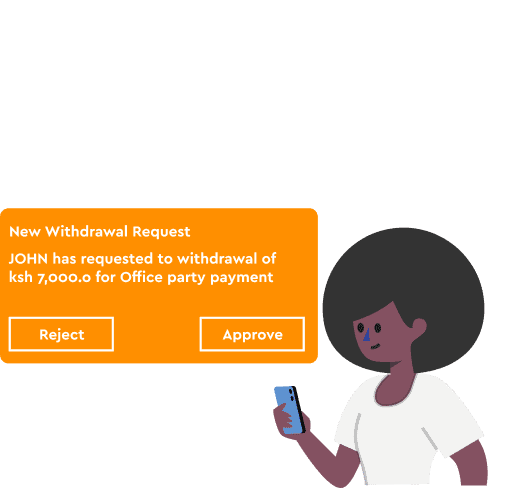 New Withdrawal Request
JOHN has requested to withdrawal of
ksh 7,000.0 for Office party payment
Reject
Approve